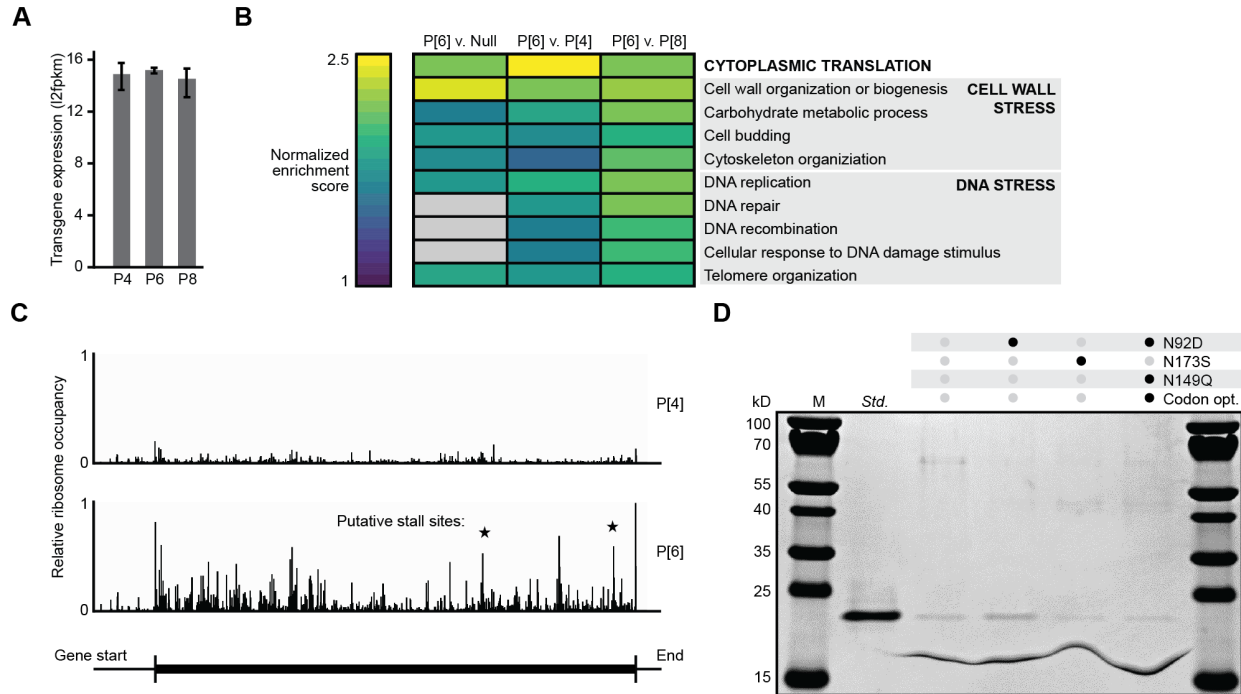 A
Transgene expression (l2fpkm)
16
12
8
4
0
P4 P6 P8
B
P[6] v. Null P[6] v. P[4] P[6] v. P[8]
2.5
Normalized
enrichment
score
1
CYTOPLASMIC TRANSLATION
Cell wall organization or biogenesis
CELL WALL
STRESS
Carbohydrate metabolic process
Cell budding
Cytoskeleton organiziation
DNA replication
DNA STRESS
DNA repair
DNA recombination
Cellular response to DNA damage stimulus
Telomere organization
C
Relative ribosome occupancy
1
0
P[4]
1
0
Putative stall sites: ★ ★
P[6]
Gene start
End
D
N92D
N173S
N149Q
Codon opt.
kD M Std.
100
70
55
40
35
25
15